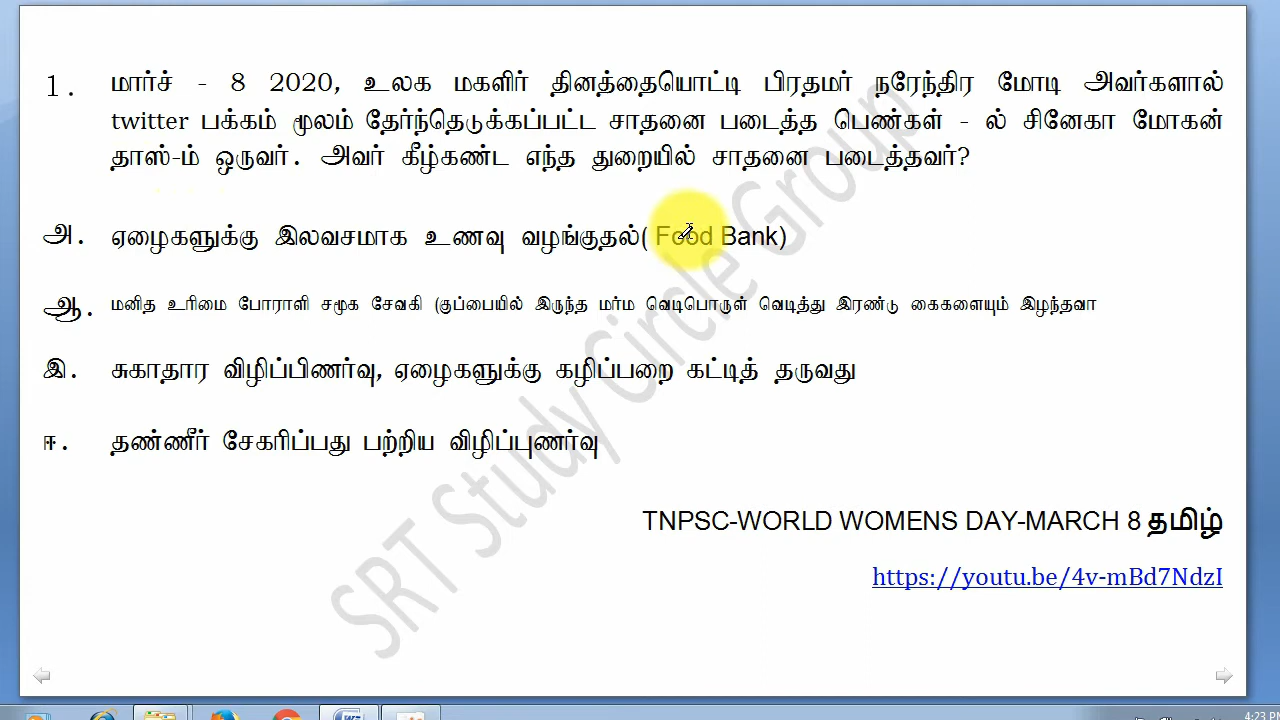 1. மார்ச் - 8 2020, உலக மகளிர் தினத்தையொட்டி பிரதமர் நரேந்திர மோடி அவர்களால்
twitter பக்கம் மூலம் தேர்ந்தெடுக்கப்பட்ட சாதனை படைத்த பெண்கள் - ல் சினேகா மோகன்
தாஸ்-ம் ஒருவர். அவர் கீழ்கண்ட எந்த துறையில் சாதனை படைத்தவர்?
அ. ஏழைகளுக்கு இலவசமாக உணவு வழங்குதல்( Food Bank)
ஆ. மனித உரிமை போராளி சமூக சேவகி (குப்பையில் இருந்த மர்ம வெடிபொருள் வெடித்து இரண்டு கைகளையும் இழந்தவா
இ. சுகாதார விழிப்பிணர்வு, ஏழைகளுக்கு கழிப்பறை கட்டித் தருவது
ஈ. தண்ணீர் சேகரிப்பது பற்றிய விழிப்புணர்வு
SRT Study Circle Group
TNPSC-WORLD WOMENS DAY-MARCH 8 தமிழ்
https://youtu.be/4v-mBd7NdzI
4:23 PM